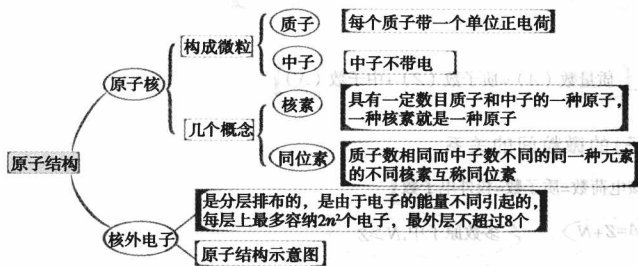 原子结构
原子核
构成微粒
质子
每个质子带一个单位正电荷
中子
中子不带电
几个概念
核素
具有一定数目质子和中子的一种原子，
一种核素就是一种原子
同位素
质子数相同而中子数不同的同一种元素
的不同核素互称同位素
核外电子
是分层排布的，是由于电子的能量不同引起的，
每层上最多容纳2n²个电子，最外层不超过8个
原子结构示意图